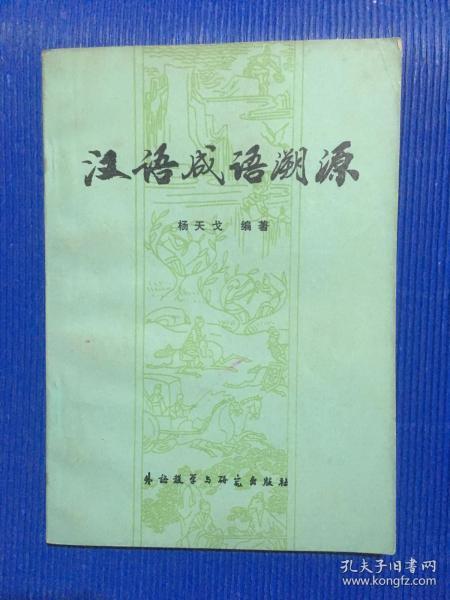 汉语成语溯源
杨天戈 编著
外语教学与研究出版社
孔夫子旧书网
www.kongfz.com